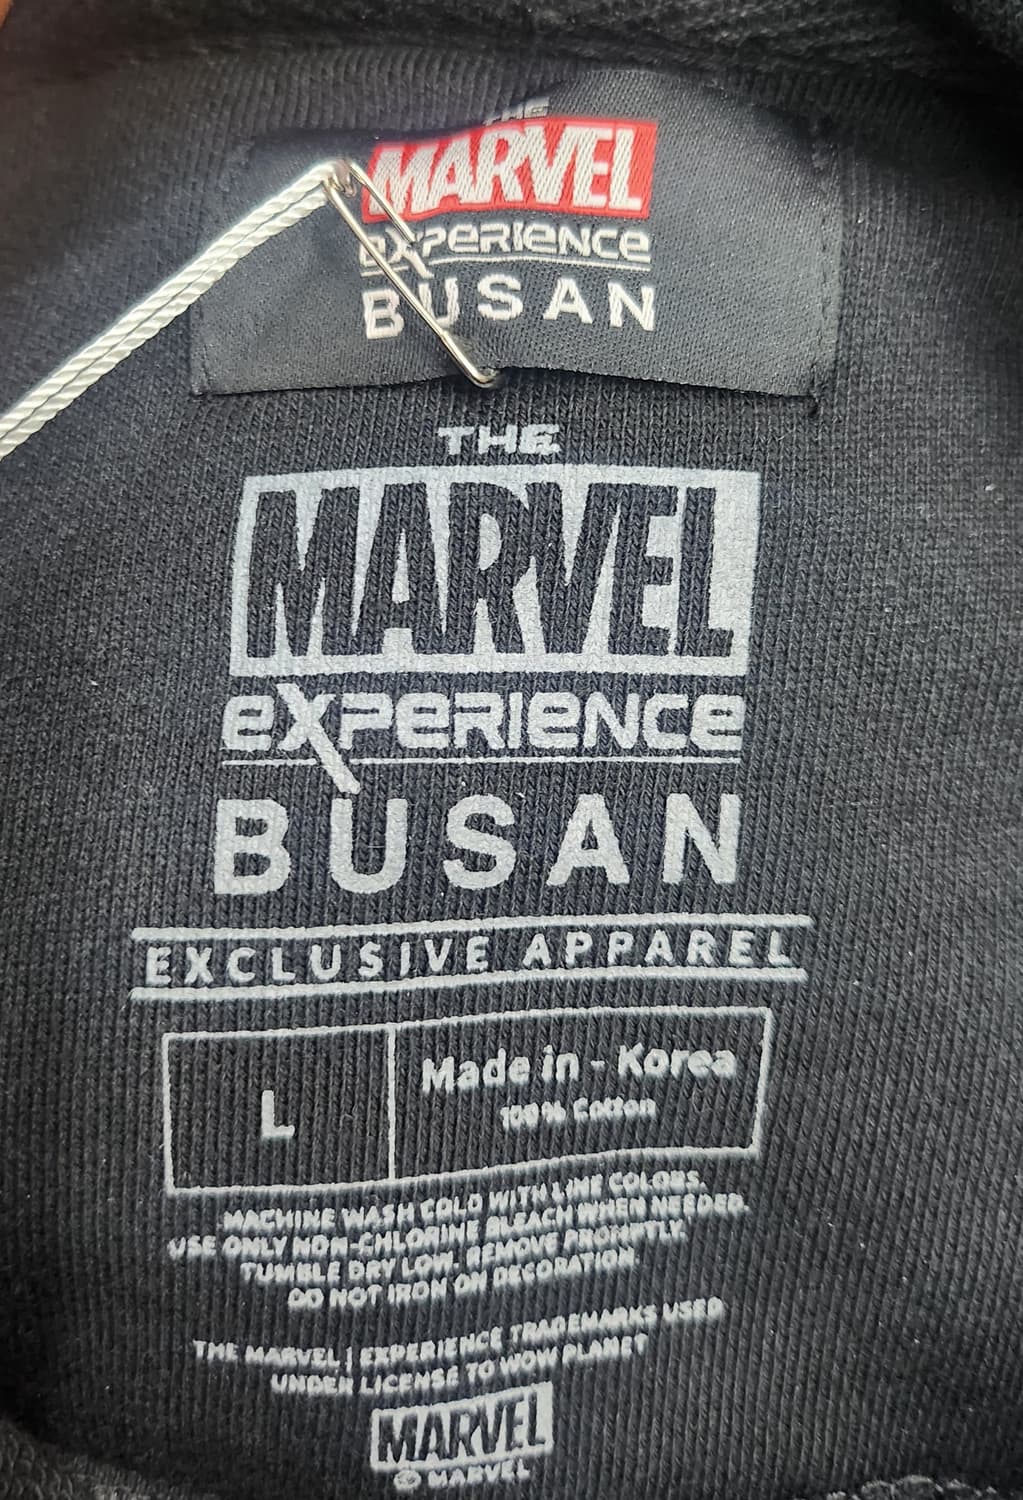 THE
MARVEL
eXPERIENCE
BUSAN
THE
MARVEL
eXPERIENCE
BUSAN
EXCLUSIVE APPAREL
L
Made in - Korea
100% Cotton
MACHINE WASH COLD WITH LIKE COLORS.
USE ONLY NON-CHLORINE BLEACH WHEN NEEDED.
TUMBLE DRY LOW. REMOVE PROMPTLY.
DO NOT IRON ON DECORATION
THE MARVEL | EXPERIENCE TRADEMARKS USED
UNDER LICENSE TO WOW PLANET
MARVEL
© MARVEL